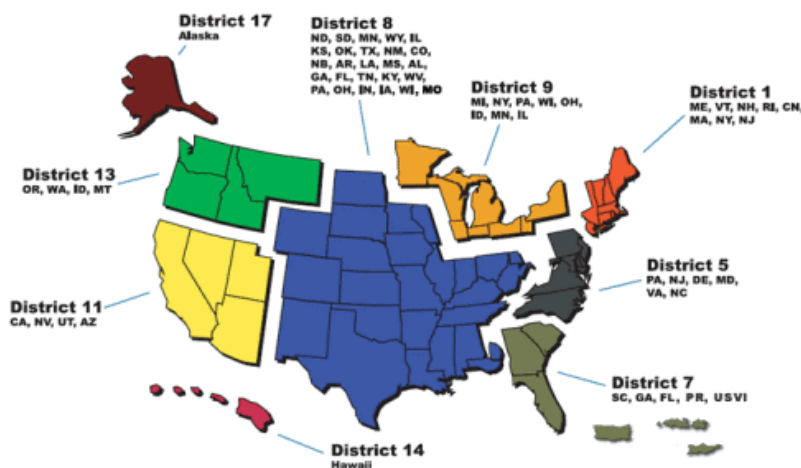 District 17
Alaska
District 8
ND, SD, MN, WY, IL
KS, OK, TX, NM, CO,
NB, AR, LA, MS, AL,
GA, FL, TN, KY, WV,
PA, OH, IN, IA, WI, MO
District 9
MI, NY, PA, WI, OH,
ID, MN, IL
District 1
ME, VT, NH, RI, CN,
MA, NY, NJ
District 13
OR, WA, ID, MT
District 5
PA, NJ, DE, MD,
VA, NC
District 11
CA, NV, UT, AZ
District 7
SC, GA, FL, PR, USVI
District 14
Hawaii